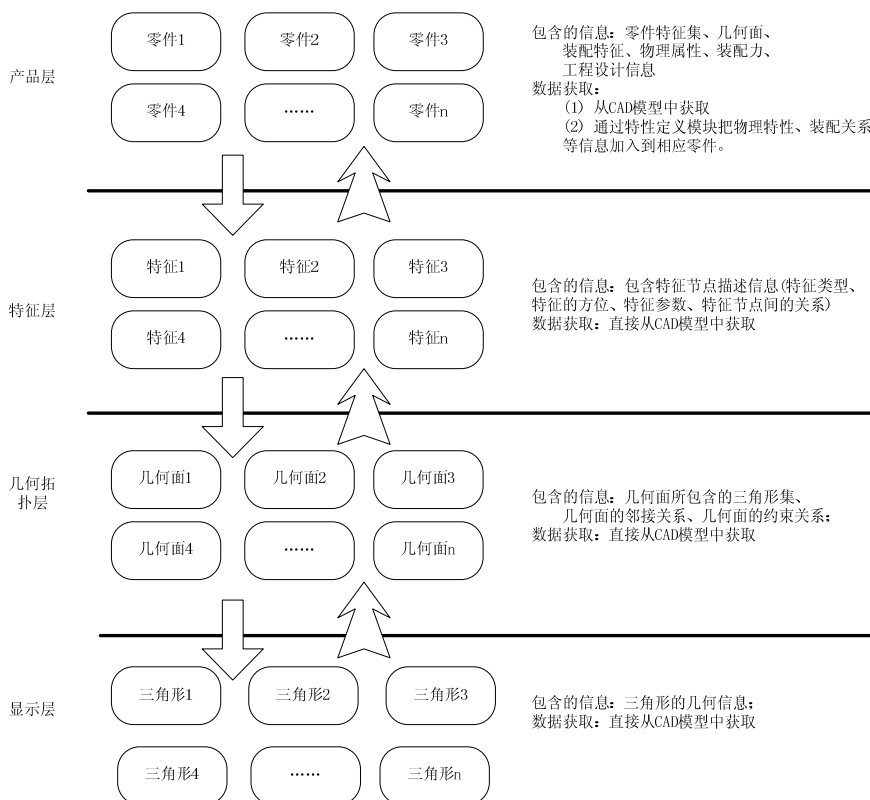 零件1
零件2
零件3
产品层
零件4
……
零件n
包含的信息：零件特征集、几何面、
装配特征、物理属性、装配力、
工程设计信息
数据获取：
(1) 从CAD模型中获取
(2) 通过特性定义模块把物理特性、装配关系
等信息加入到相应零件。
特征1
特征2
特征3
特征层
特征4
……
特征n
包含的信息：包含特征节点描述信息(特征类型、
特征的方位、特征参数、特征节点间的关系)
数据获取：直接从CAD模型中获取
几何面1
几何面2
几何面3
几何拓
扑层
几何面4
……
几何面n
包含的信息：几何面所包含的三角形集、
几何面的邻接关系、几何面的约束关系；
数据获取：直接从CAD模型中获取
三角形1
三角形2
三角形3
显示层
三角形4
……
三角形n
包含的信息：三角形的几何信息；
数据获取：直接从CAD模型中获取